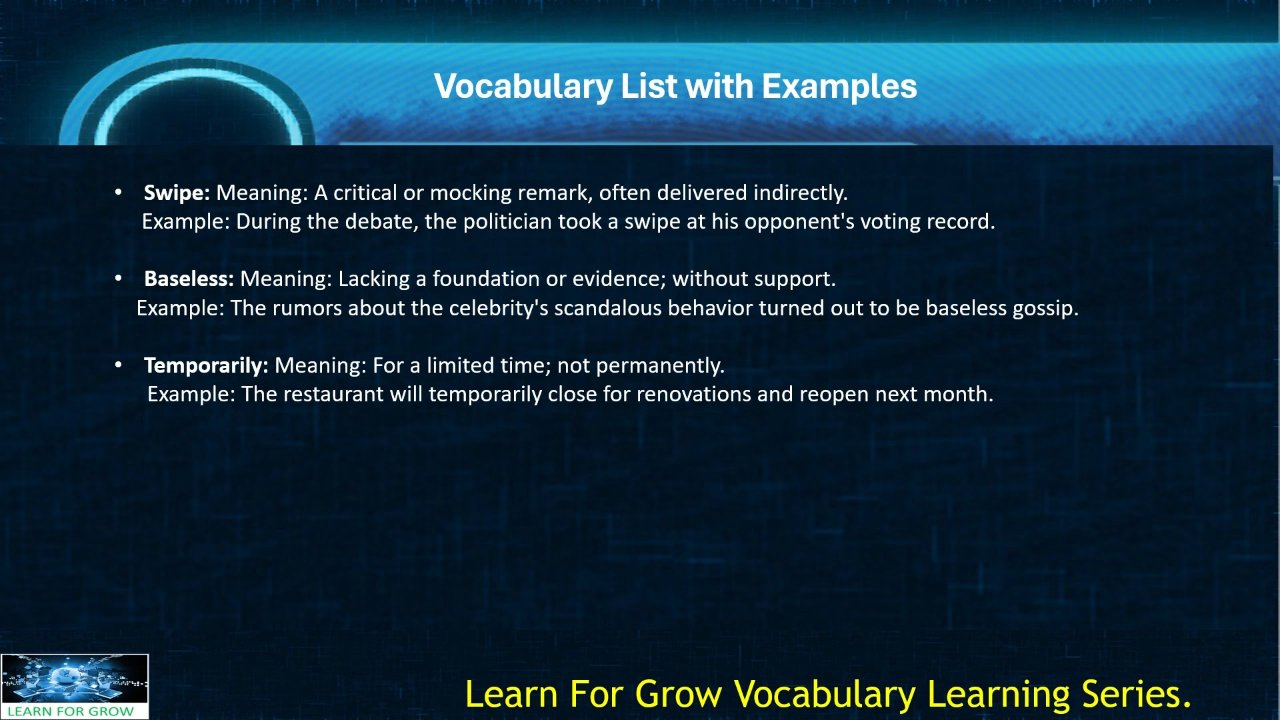 Vocabulary List with Examples
• Swipe: Meaning: A critical or mocking remark, often delivered indirectly.
Example: During the debate, the politician took a swipe at his opponent's voting record.
• Baseless: Meaning: Lacking a foundation or evidence; without support.
Example: The rumors about the celebrity's scandalous behavior turned out to be baseless gossip.
• Temporarily: Meaning: For a limited time; not permanently.
Example: The restaurant will temporarily close for renovations and reopen next month.
LEARN FOR GROW
Learn For Grow Vocabulary Learning Series.